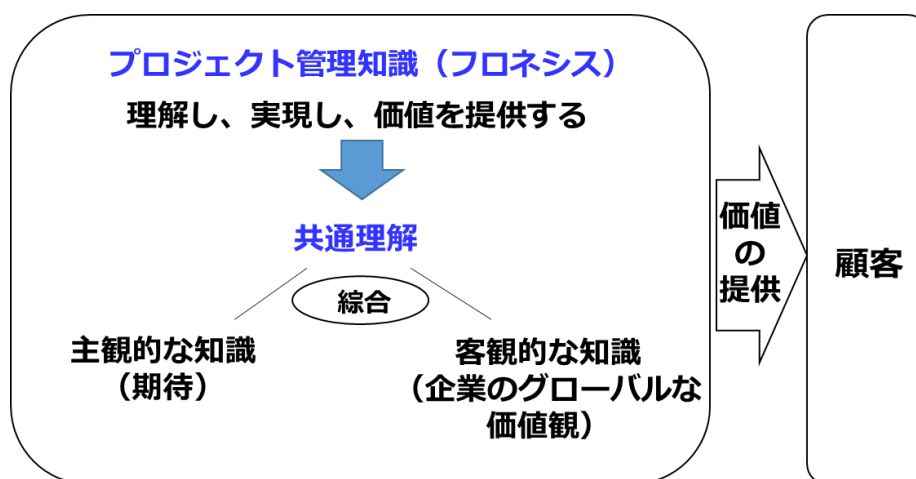 プロジェクト管理知識（フロネシス）
理解し、実現し、価値を提供する
共通理解
綜合
主観的な知識
（期待）
客観的な知識
（企業のグローバルな
価値観）
価値
の
提供
顧客